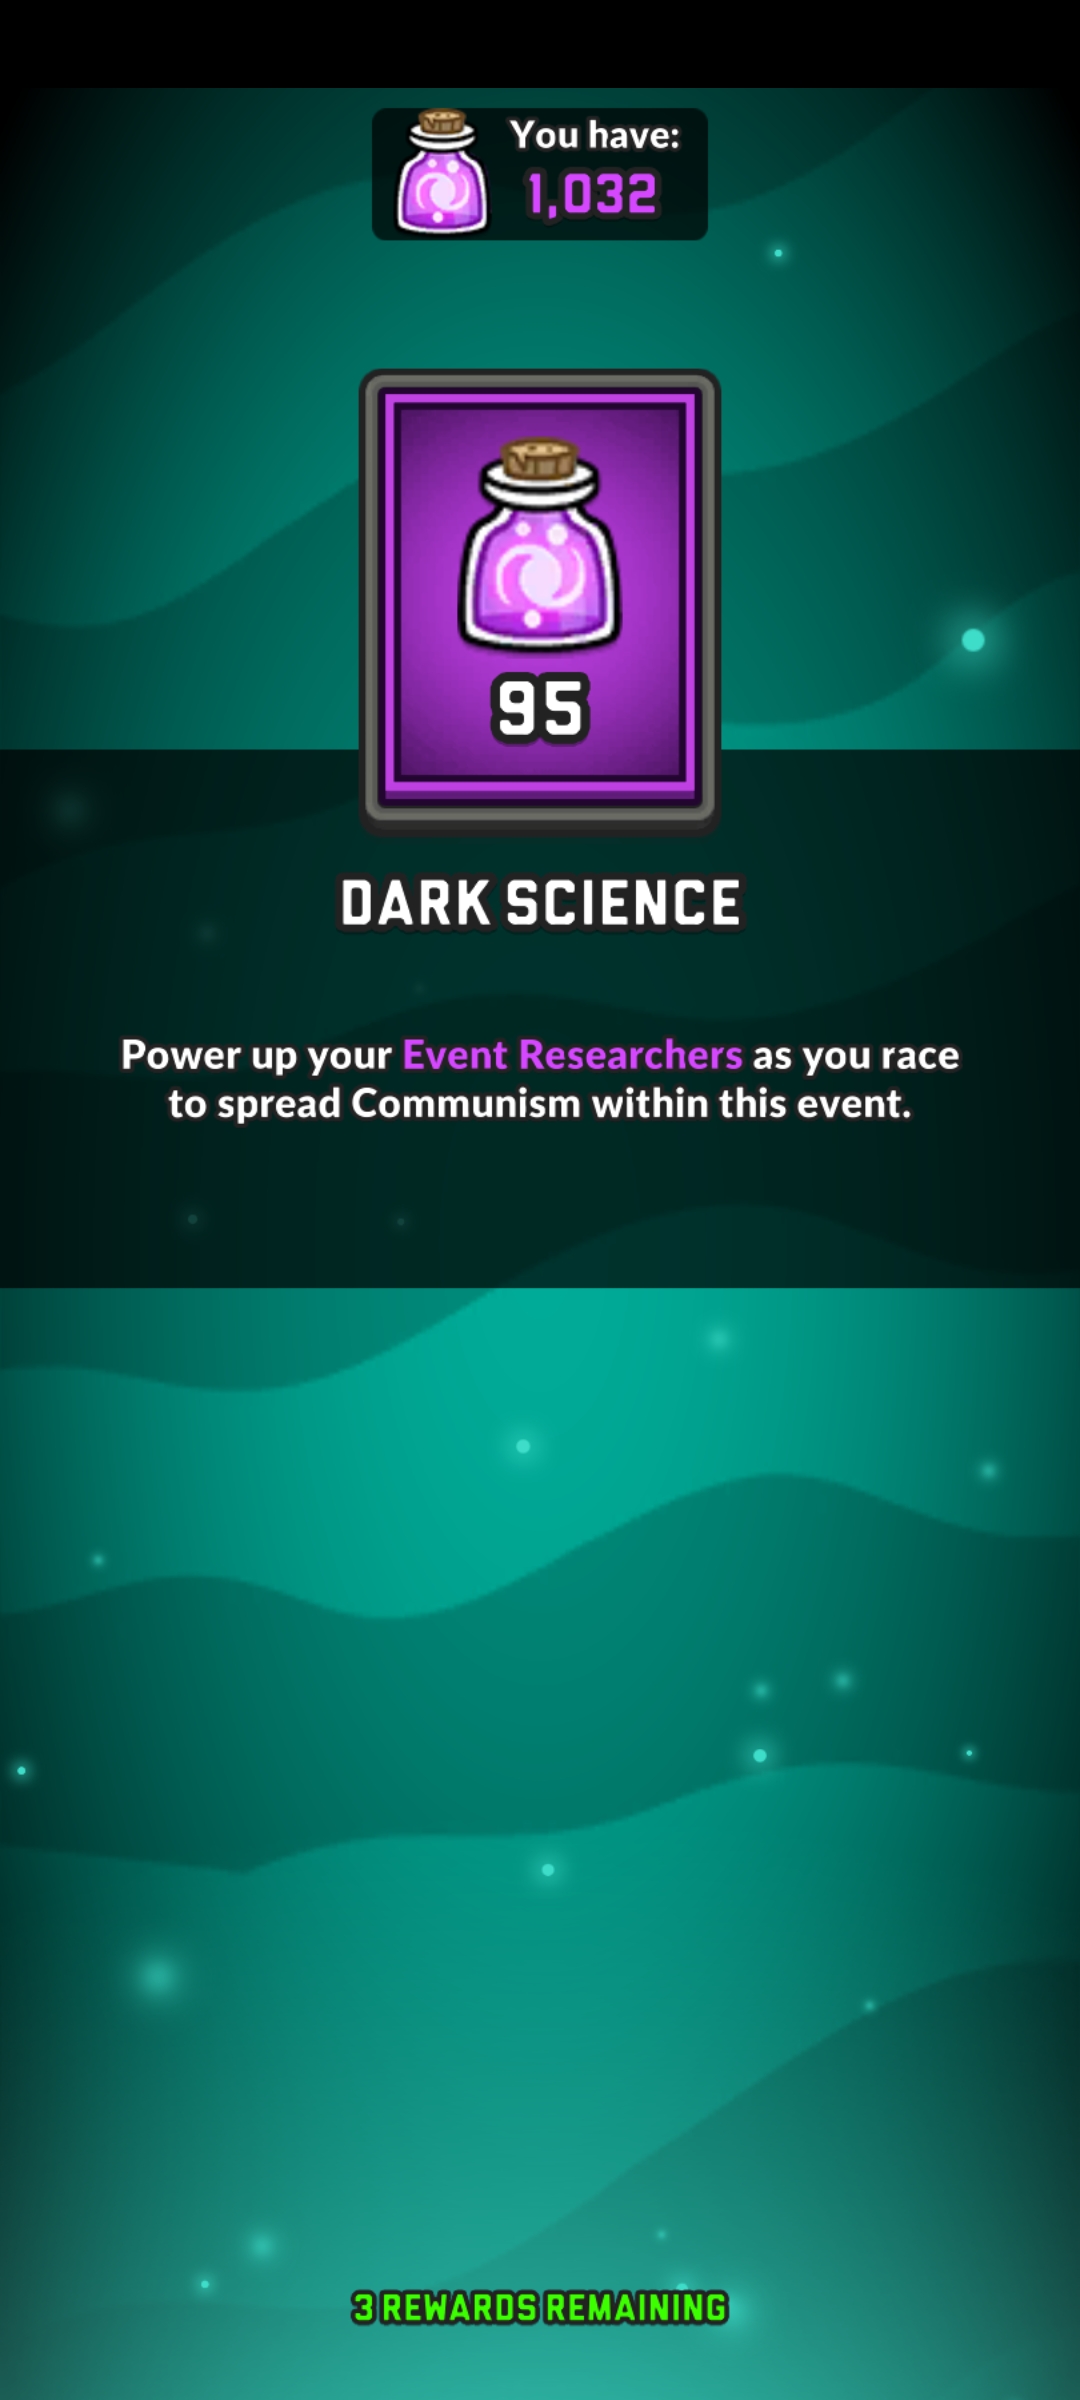 You have:
1,032
95
DARK SCIENCE
Power up your Event Researchers as you race
to spread Communism within this event.
3 REWARDS REMAINING